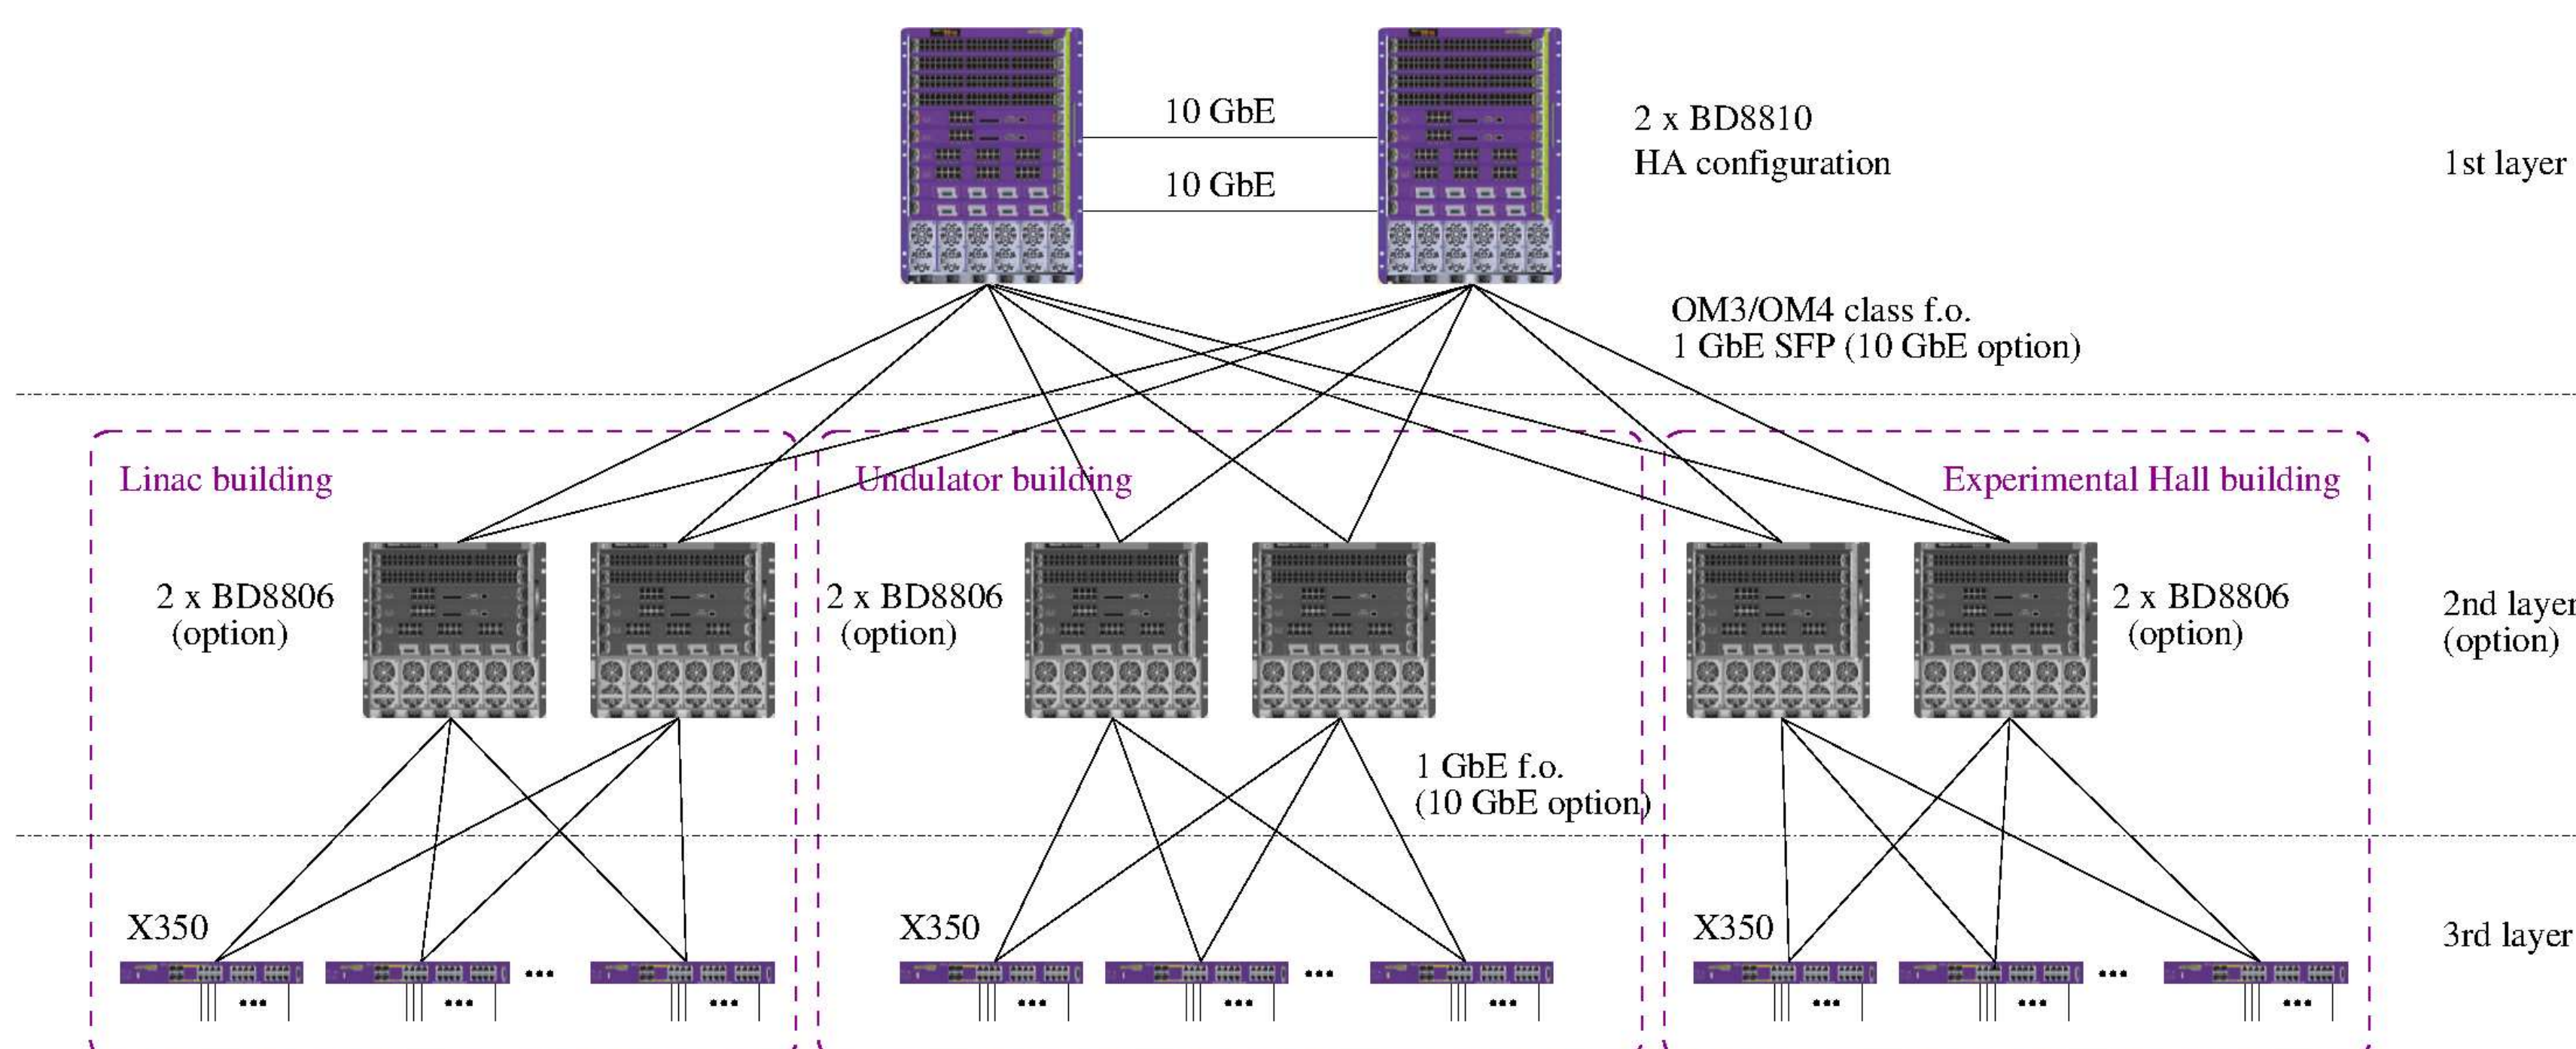 10 GbE
10 GbE
2 x BD8810
HA configuration
1st layer
OM3/OM4 class f.o.
1 GbE SFP (10 GbE option)
Linac building
Undulator building
Experimental Hall building
2 x BD8806
(option)
2 x BD8806
(option)
2 x BD8806
(option)
2nd layer
(option)
1 GbE f.o.
(10 GbE option)
X350
...
X350
...
X350
...
3rd layer
...
...
...
...
...
...
...
...
...